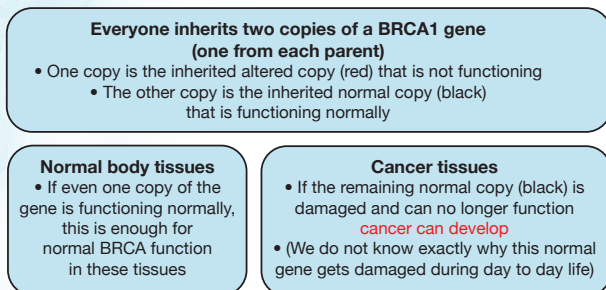 Everyone inherits two copies of a BRCA1 gene
(one from each parent)
• One copy is the inherited altered copy (red) that is not functioning
• The other copy is the inherited normal copy (black)
that is functioning normally
Normal body tissues
• If even one copy of the
gene is functioning normally,
this is enough for
normal BRCA function
in these tissues
Cancer tissues
• If the remaining normal copy (black) is
damaged and can no longer function
cancer can develop
• (We do not know exactly why this normal
gene gets damaged during day to day life)